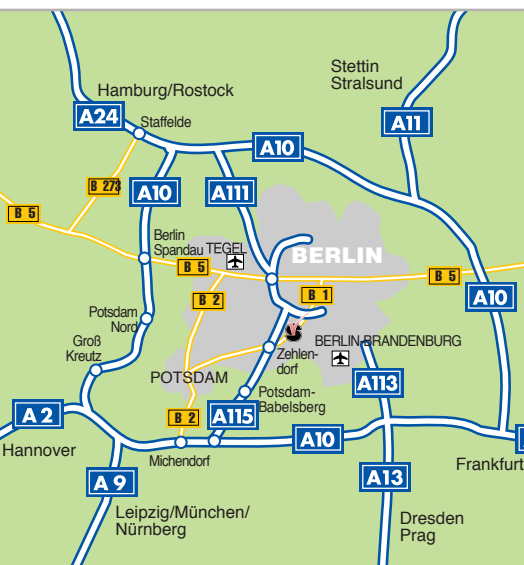 Stettin
Stralsund
Hamburg/Rostock
A24
Staffelde
A11
A10
B 273
A10
A111
B 5
Berlin
Spandau
TEGEL
BERLIN
B 5
B 5
B 2
B 1
A10
Potsdam
Nord
Groß
Kreutz
BERLIN-BRANDENBURG
Zehlen-
dorf
POTSDAM
A113
Potsdam-
Babelsberg
A 2
B 2
A115
A10
Hannover
Michendorf
Frankfurt
A 9
A13
Leipzig/München/
Nürnberg
Dresden
Prag